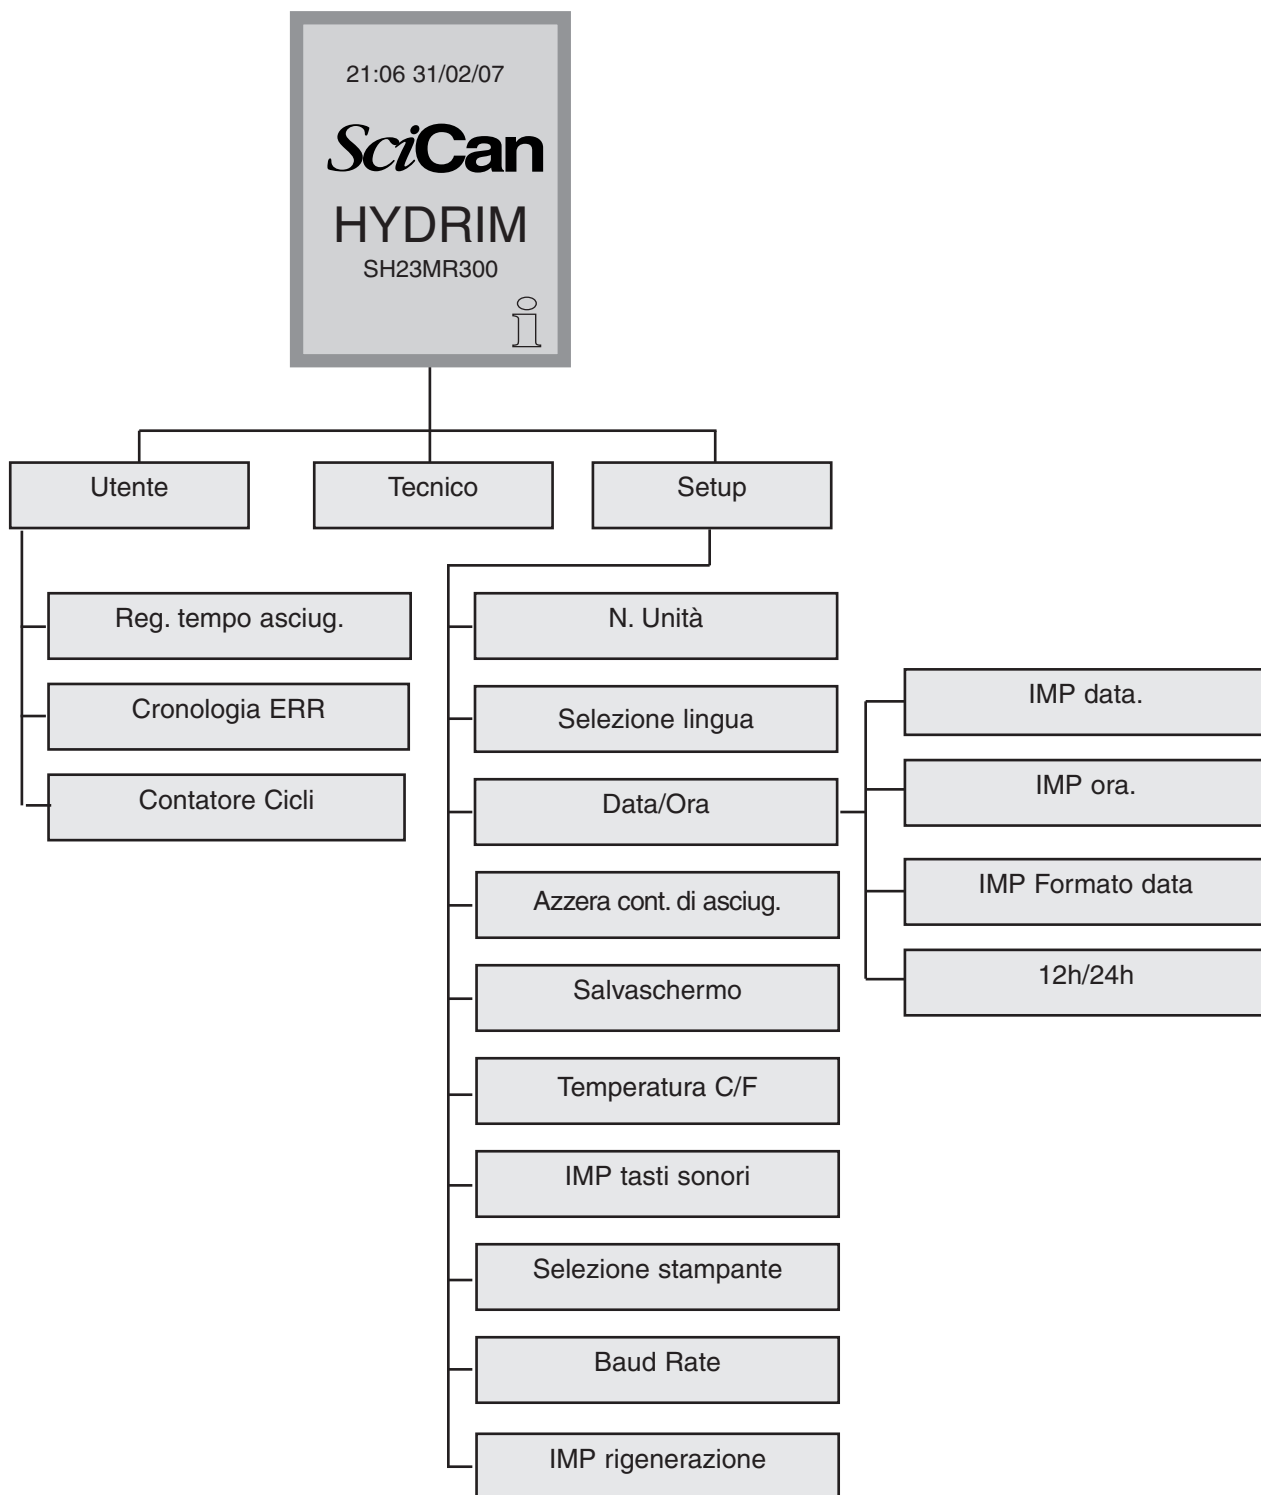 21:06 31/02/07
SciCan
HYDRIM
SH23MR300
i
Utente
Tecnico
Setup
Reg. tempo asciug.
Cronologia ERR
Contatore Cicli
N. Unità
Selezione lingua
Data/Ora
Azzera cont. di asciug.
Salvaschermo
Temperatura C/F
IMP tasti sonori
Selezione stampante
Baud Rate
IMP rigenerazione
IMP data.
IMP ora.
IMP Formato data
12h/24h